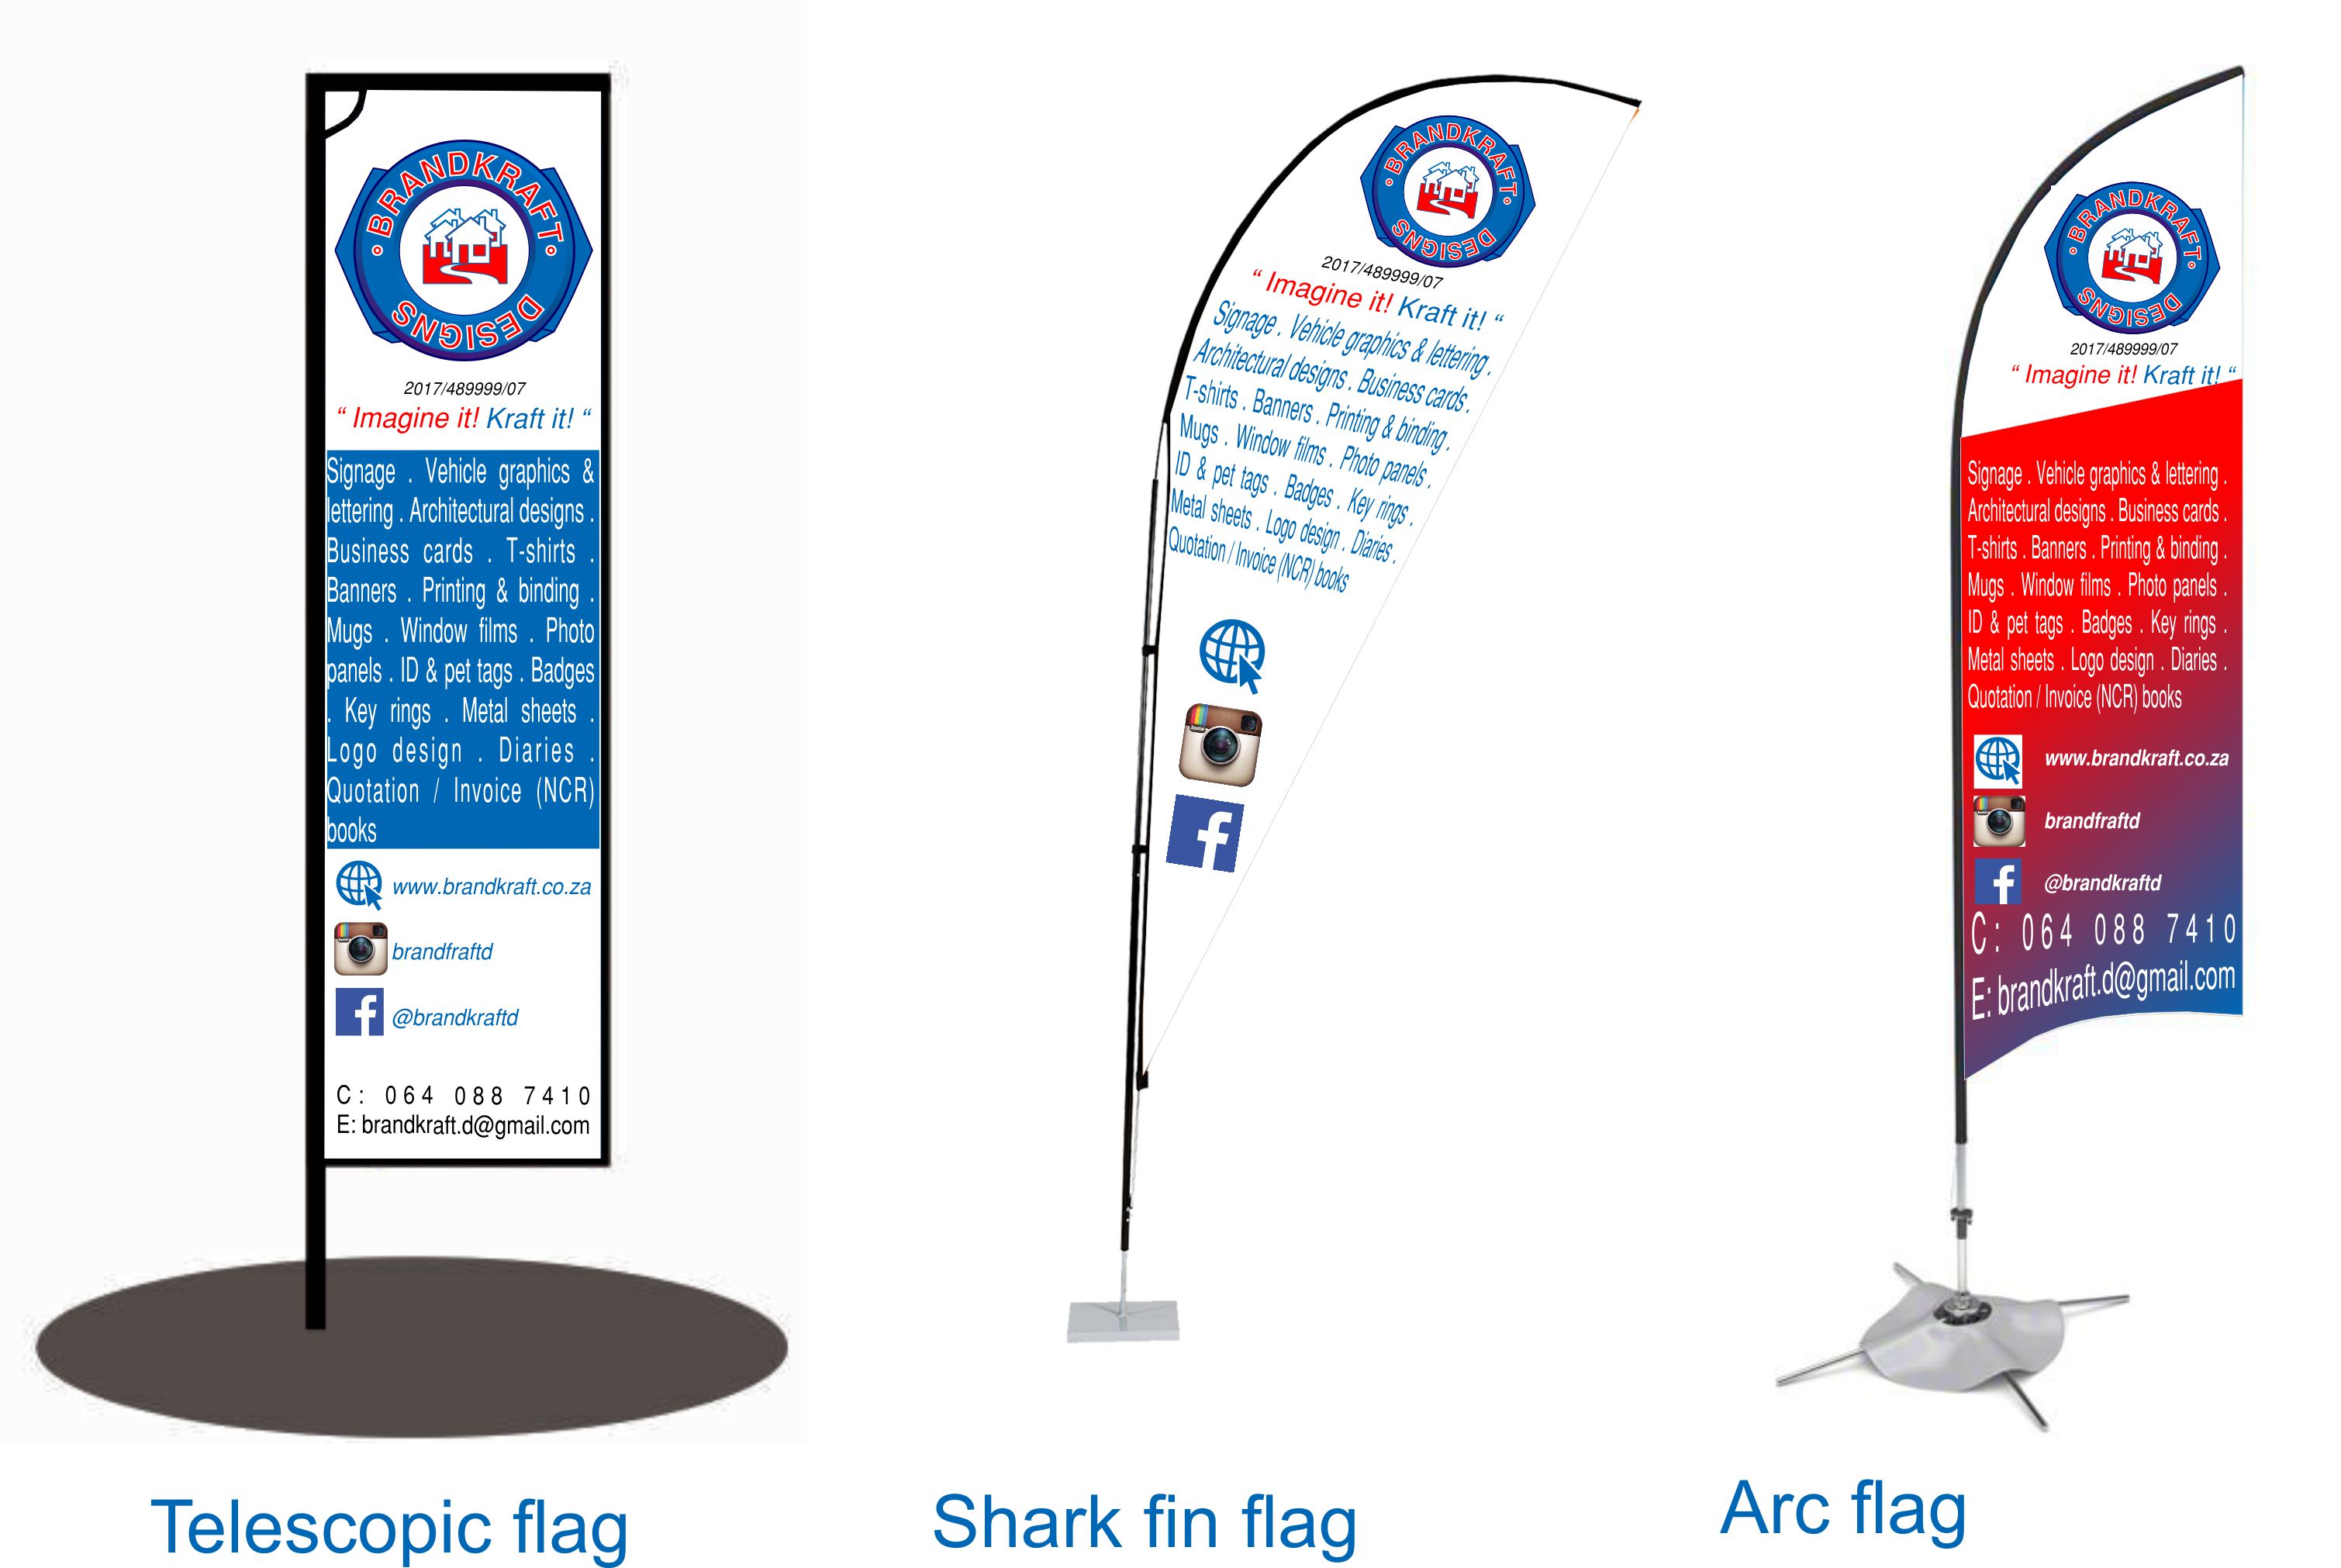 BRANDKRAFT
DESIGNS
2017/489999/07
“ Imagine it! Kraft it! “
Signage . Vehicle graphics &
lettering . Architectural designs .
Business cards . T-shirts .
Banners . Printing & binding .
Mugs . Window films . Photo
panels . ID & pet tags . Badges
. Key rings . Metal sheets .
Logo design . Diaries .
Quotation / Invoice (NCR)
books
www.brandkraft.co.za
brandfraftd
@brandkraftd
C: 064 088 7410
E: brandkraft.d@gmail.com
Telescopic flag
BRANDKRAFT
DESIGNS
2017/489999/07
“ Imagine it! Kraft it! “
Signage . Vehicle graphics & lettering .
Architectural designs . Business cards .
T-shirts . Banners . Printing & binding .
Mugs . Window films . Photo panels .
ID & pet tags . Badges . Key rings .
Metal sheets . Logo design . Diaries .
Quotation / Invoice (NCR) books
Shark fin flag
BRANDKRAFT
DESIGNS
2017/489999/07
“ Imagine it! Kraft it! “
Signage . Vehicle graphics & lettering .
Architectural designs . Business cards .
T-shirts . Banners . Printing & binding .
Mugs . Window films . Photo panels .
ID & pet tags . Badges . Key rings .
Metal sheets . Logo design . Diaries .
Quotation / Invoice (NCR) books
www.brandkraft.co.za
brandfraftd
@brandkraftd
C: 064 088 7410
E: brandkraft.d@gmail.com
Arc flag